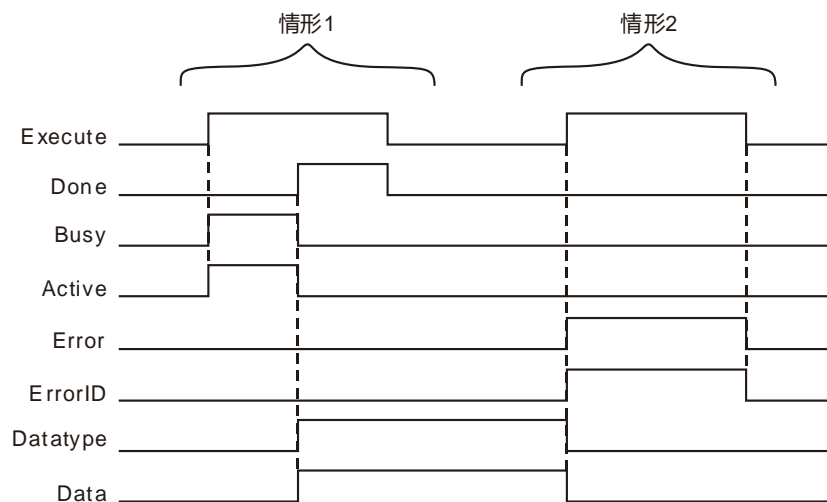 情形1
情形2
Execute
Done
Busy
Active
Error
ErrorID
Datatype
Data